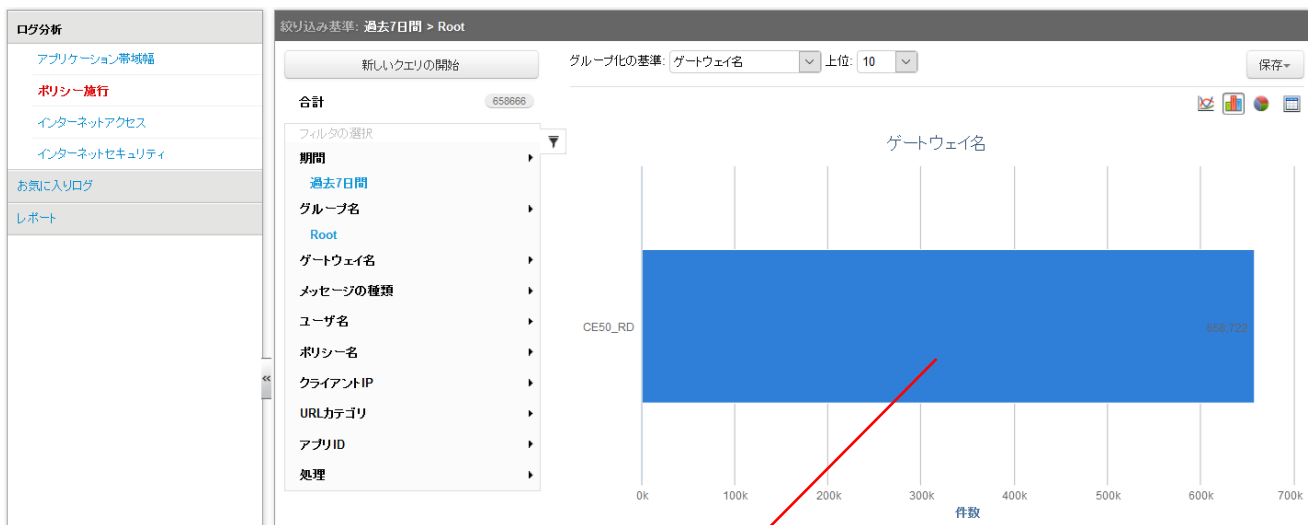 ログ分析
アプリケーション帯域幅
ポリシー施行
インターネットアクセス
インターネットセキュリティ
お気に入りログ
レポート
絞り込み基準: 過去7日間 > Root
新しいクエリの開始
グループ化の基準: ゲートウェイ名 上位: 10
保存
合計 658666
フィルタの選択
期間
過去7日間
グループ名
Root
ゲートウェイ名
メッセージの種類
ユーザ名
ポリシー名
クライアントIP
URLカテゴリ
アプリID
処理
«
ゲートウェイ名
CE50_RD
658,722
0k 100k 200k 300k 400k 500k 600k 700k
件数